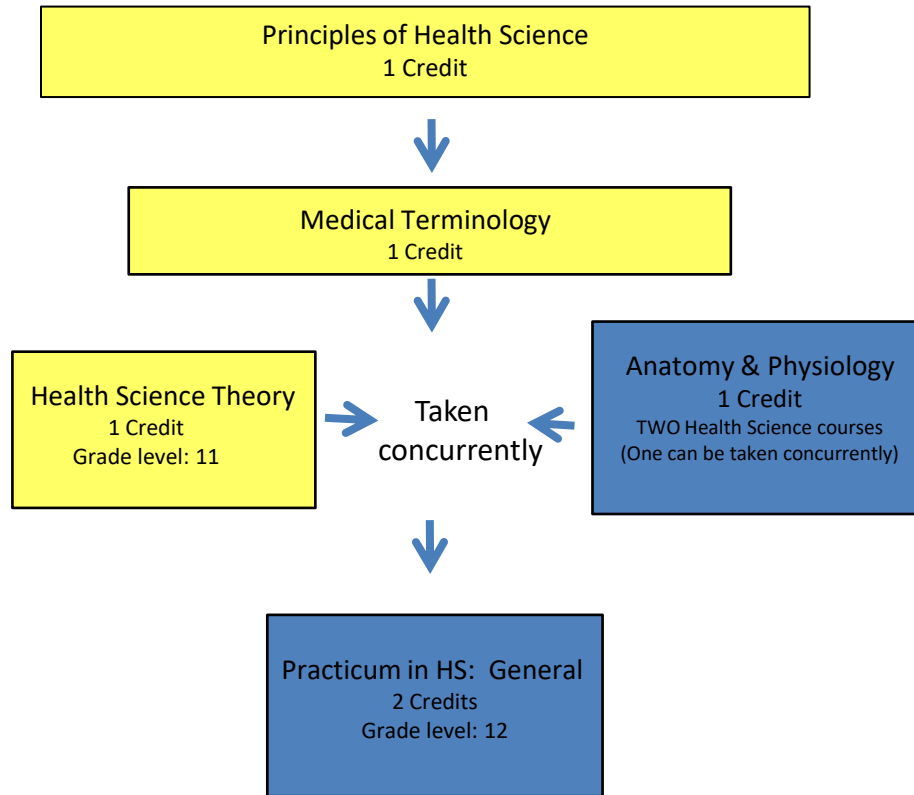 Principles of Health Science
1 Credit
Medical Terminology
1 Credit
Health Science Theory
1 Credit
Grade level: 11
Taken
concurrently
Anatomy & Physiology
1 Credit
TWO Health Science courses
(One can be taken concurrently)
Practicum in HS: General
2 Credits
Grade level: 12